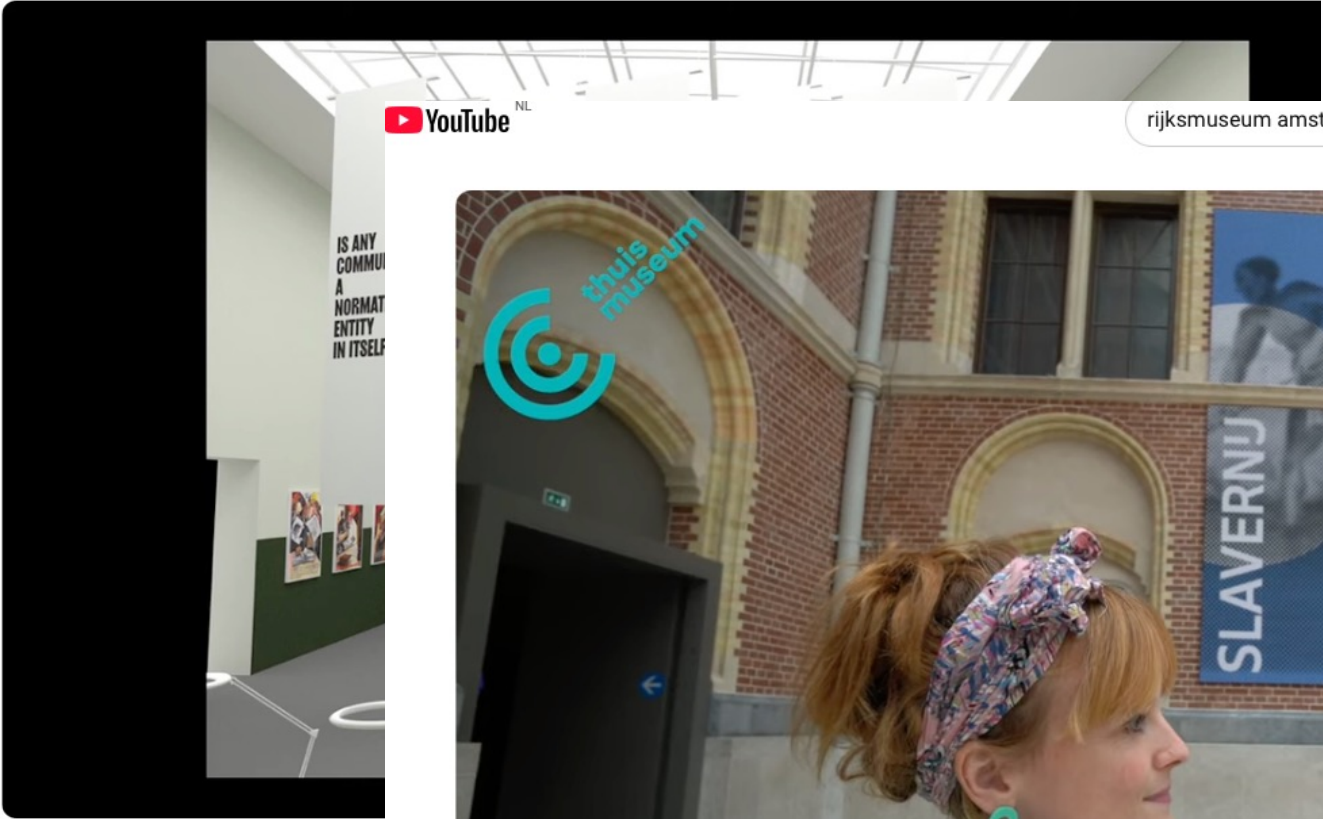 NL
YouTube
rijksmuseum amst
IS ANY
COMMU
A
NORMAT
ENTITY
IN ITSELF
thuis
museum
SLAVERNIJ